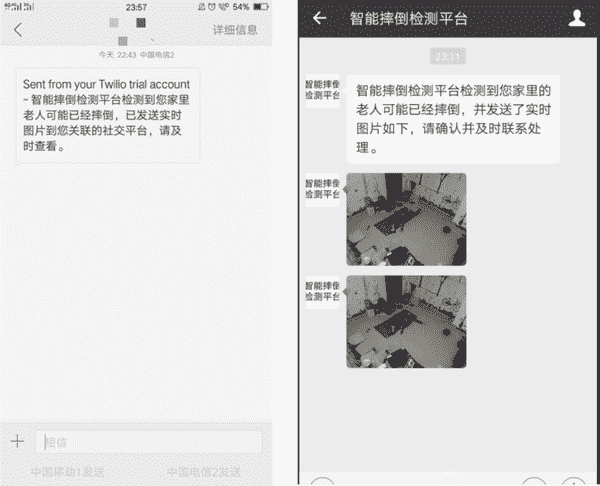 23:57
54%
详细信息
今天 22:43 中国电信2
Sent from your Twilio trial account
- 智能摔倒检测平台检测到您家里
老人可能已经摔倒，已发送实时
图片到您关联的社交平台，请及
时查看。
短信
中国移动1发送
中国电信2发送
智能摔倒检测平台
22:11
智能摔倒
检测平台
智能摔倒检测平台检测到您家里的
老人可能已经摔倒，并发送了实时
图片如下，请确认并及时联系处
理。
智能摔倒
检测平台
智能摔倒
检测平台